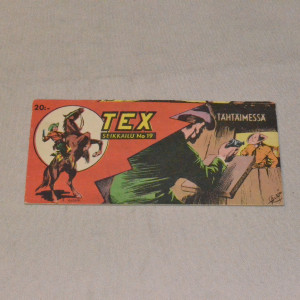 20:-
TEX
SEIKKAILU No 19
TÄHTÄIMESSÄ